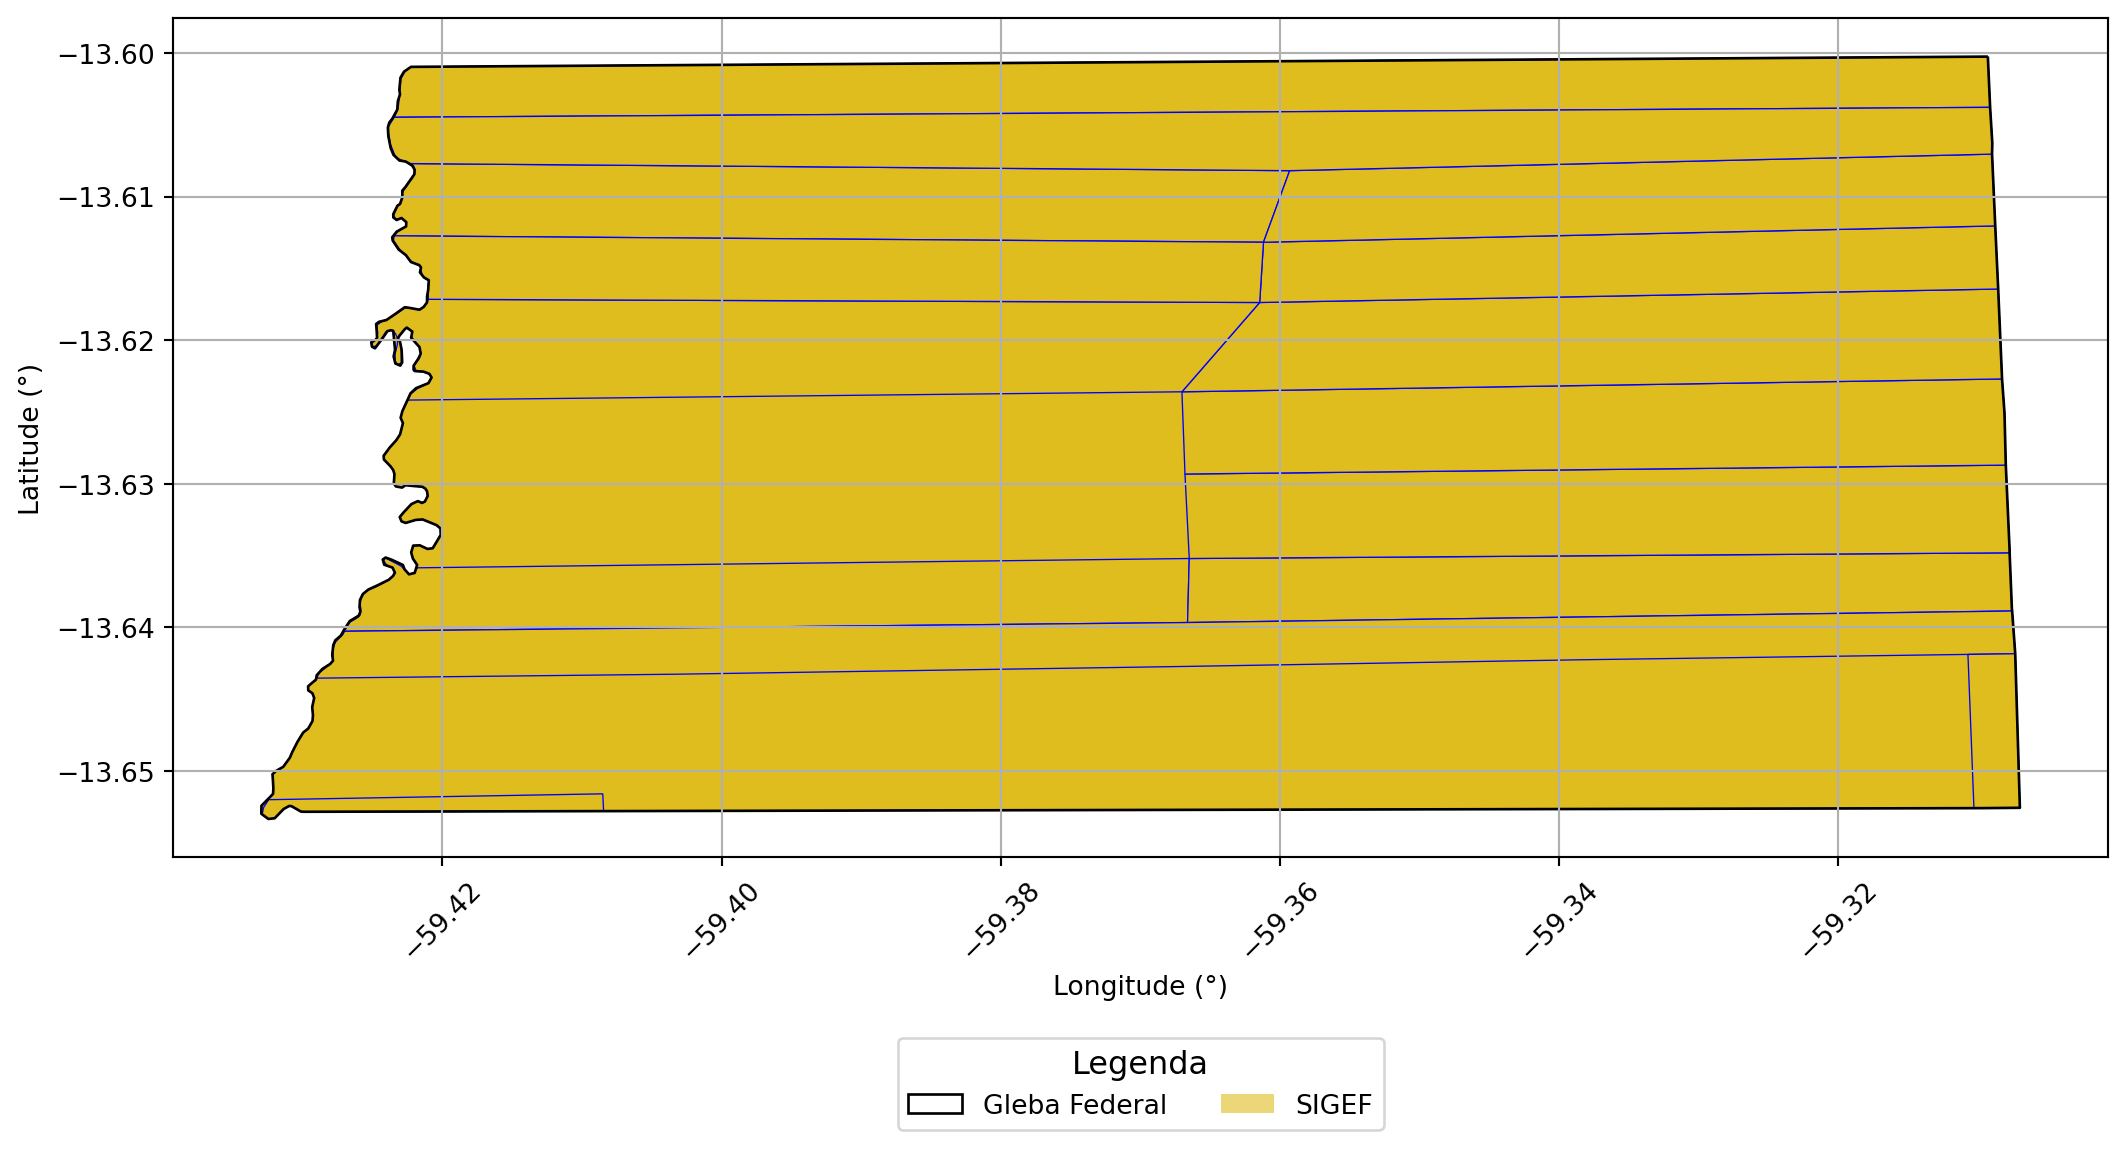 −13.60
−13.61
−13.62
−13.63
−13.64
−13.65
Latitude (°)
−59.42
−59.40
−59.38
−59.36
−59.34
−59.32
Longitude (°)
Legenda
Gleba Federal
SIGEF